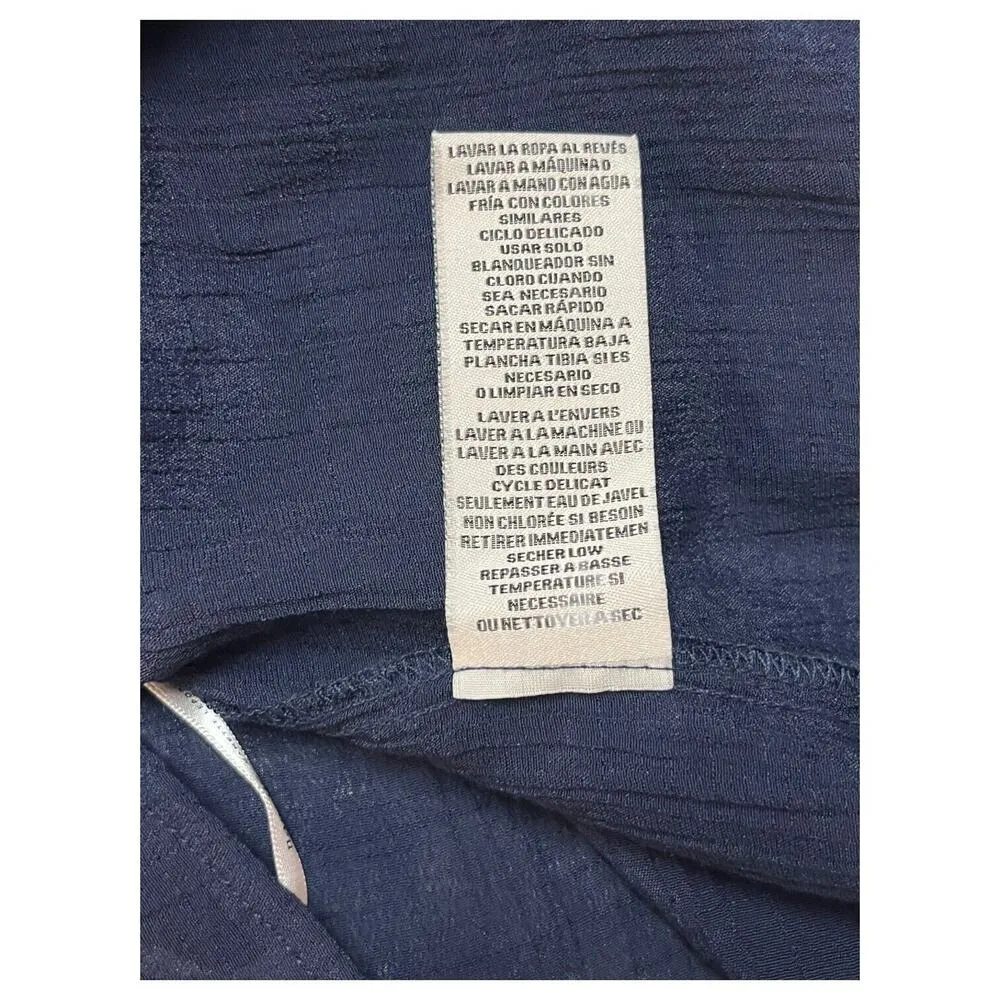 LAVAR LA ROPA AL REVÉS
LAVAR A MÁQUINA O
LAVAR A MANO CON AGUA
FRÍA CON COLORES
SIMILARES
CICLO DELICADO
USAR SOLO
BLANQUEADOR SIN
CLORO CUANDO
SEA NECESARIO
SACAR RÁPIDO
SECAR EN MÁQUINA A
TEMPERATURA BAJA
PLANCHA TIBIA SI ES
NECESARIO
O LIMPIAR EN SECO
LAVER A L'ENVERS
LAVER A LA MACHINE OU
LAVER A LA MAIN AVEC
DES COULEURS
CYCLE DELICAT
SEULEMENT EAU DE JAVEL
NON CHLORÉE SI BESOIN
RETIRER IMMEDIATEMEN
SECHER LOW
REPASSER A BASSE
TEMPERATURE SI
NECESSAIRE
OU NETTOYER A SEC